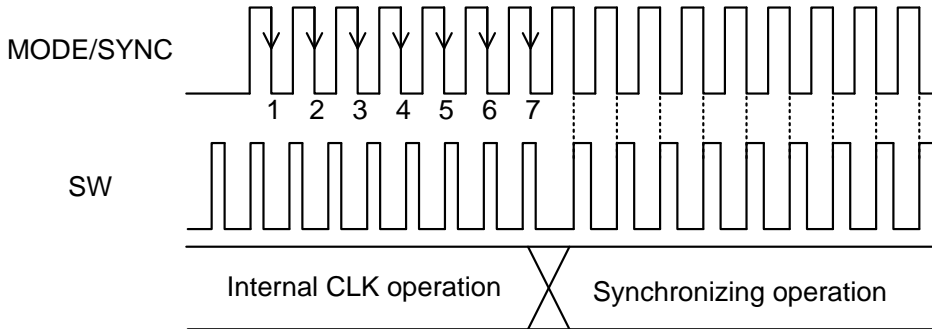 MODE/SYNC
1 2 3 4 5 6 7
SW
Internal CLK operation
Synchronizing operation